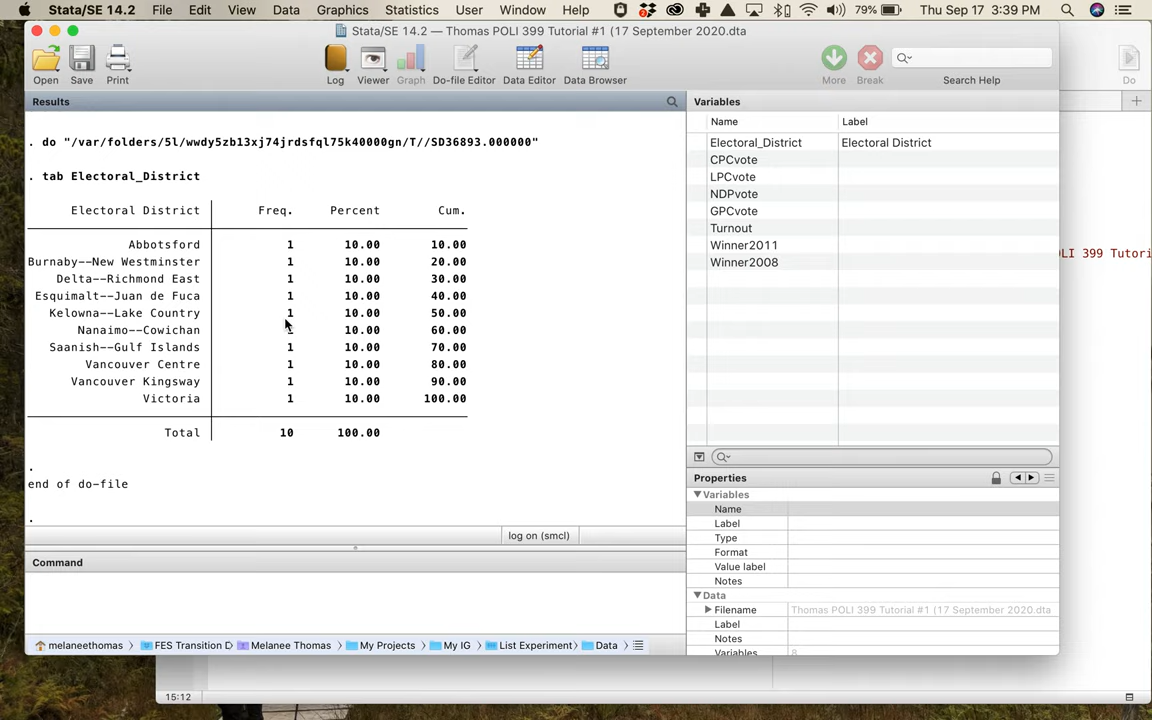 Stata/SE 14.2 File Edit View Data Graphics Statistics User Window Help 79% Thu Sep 17 3:39 PM
Stata/SE 14.2 — Thomas POLI 399 Tutorial #1 (17 September 2020.dta
Open Save Print Log Viewer Graph Do-file Editor Data Editor Data Browser More Break Search Help Do
Results
. do "/var/folders/5l/wwdy5zb13xj74jrdsfql75k40000gn/T//SD36893.000000"
. tab Electoral_District
Electoral District Freq. Percent Cum.
Abbotsford 1 10.00 10.00
Burnaby--New Westminster 1 10.00 20.00
Delta--Richmond East 1 10.00 30.00
Esquimalt--Juan de Fuca 1 10.00 40.00
Kelowna--Lake Country 1 10.00 50.00
Nanaimo--Cowichan 1 10.00 60.00
Saanish--Gulf Islands 1 10.00 70.00
Vancouver Centre 1 10.00 80.00
Vancouver Kingsway 1 10.00 90.00
Victoria 1 10.00 100.00
Total 10 100.00
.
end of do-file
.
log on (smcl)
Command
melaneethomas FES Transition D Melanee Thomas My Projects My IG List Experiment Data
Variables
Name Label
Electoral_District Electoral District
CPCvote
LPCvote
NDPvote
GPCvote
Turnout
Winner2011
Winner2008
Properties
Variables
Name
Label
Type
Format
Value label
Notes
Data
Filename Thomas POLI 399 Tutorial #1 (17 September 2020.dta
Label
Notes
Variables 8
LI 399 Tutori
15:12